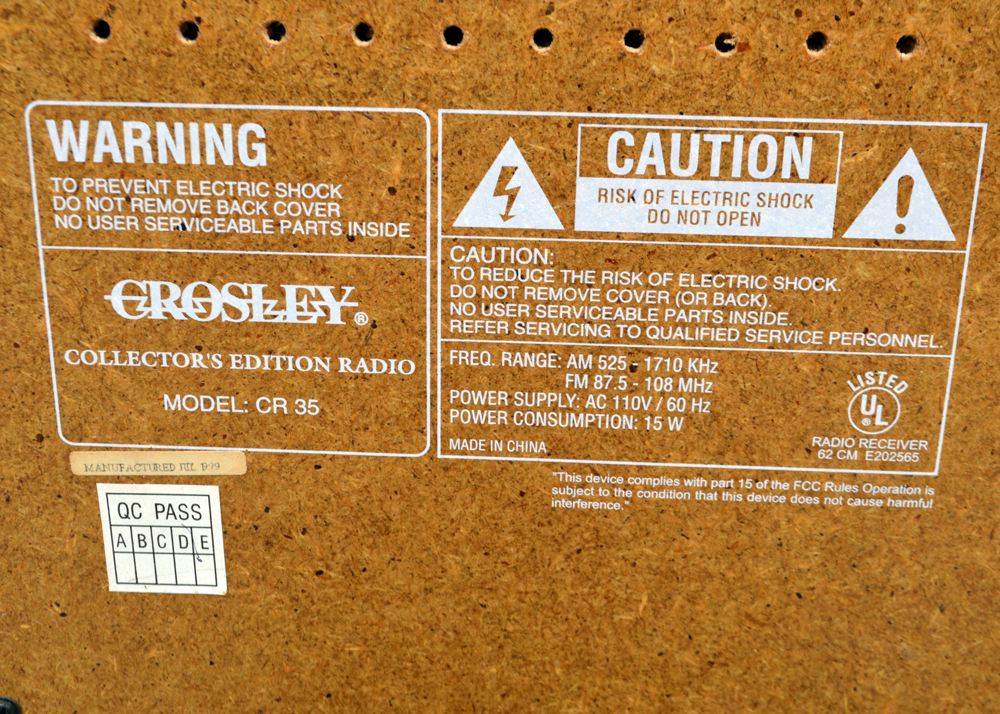 WARNING
TO PREVENT ELECTRIC SHOCK
DO NOT REMOVE BACK COVER
NO USER SERVICEABLE PARTS INSIDE
CROSLEY®
COLLECTOR'S EDITION RADIO
MODEL: CR 35
MANUFACTURED JUL 1999
QC PASS
A B C D E
CAUTION
RISK OF ELECTRIC SHOCK
DO NOT OPEN
CAUTION:
TO REDUCE THE RISK OF ELECTRIC SHOCK.
DO NOT REMOVE COVER (OR BACK).
NO USER SERVICEABLE PARTS INSIDE.
REFER SERVICING TO QUALIFIED SERVICE PERSONNEL.
FREQ. RANGE: AM 525 - 1710 KHz
FM 87.5 - 108 MHz
POWER SUPPLY: AC 110V / 60 Hz
POWER CONSUMPTION: 15 W
MADE IN CHINA
LISTED
UL ®
RADIO RECEIVER
62 CM E202565
"This device complies with part 15 of the FCC Rules Operation is
subject to the condition that this device does not cause harmful
interference."